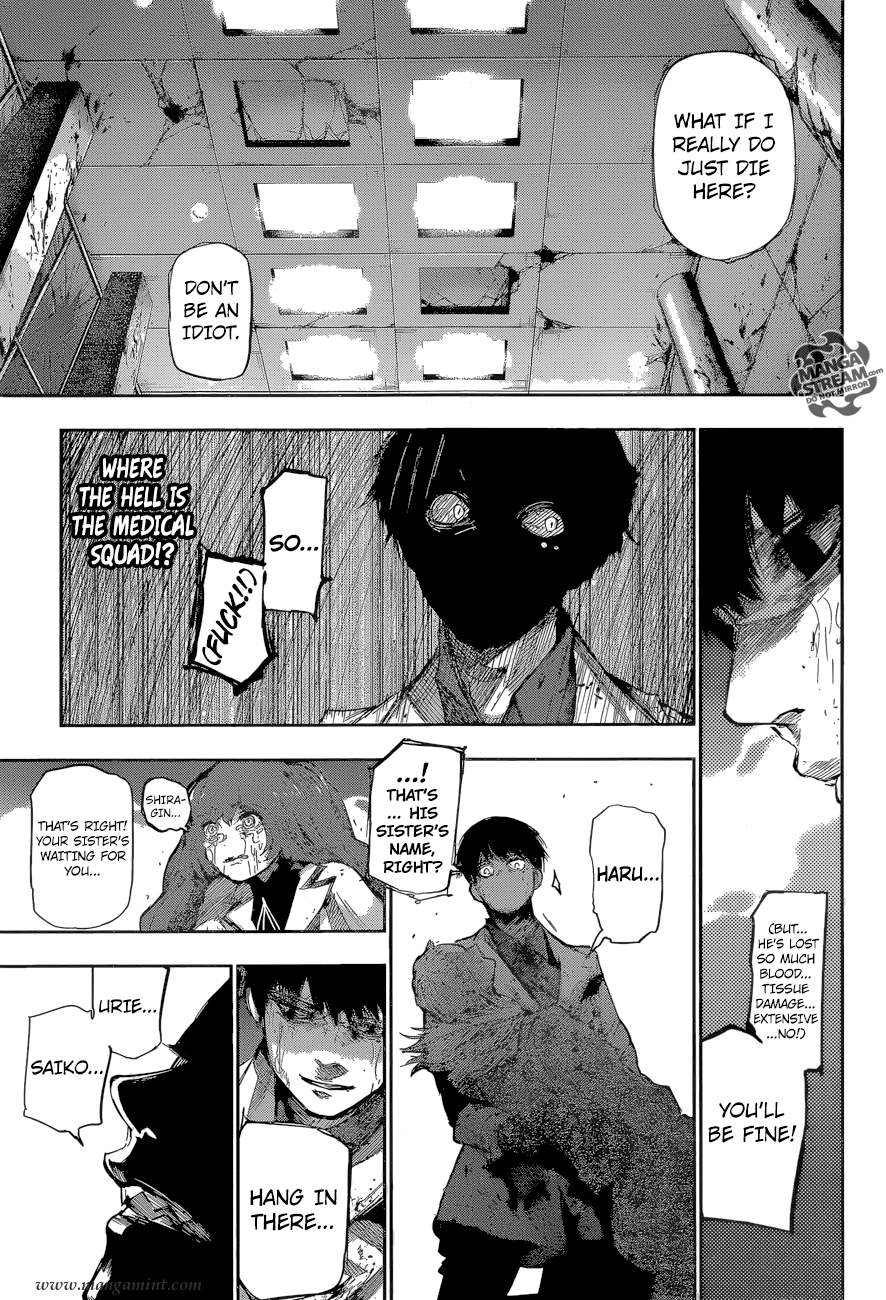 WHAT IF I
REALLY DO
JUST DIE
HERE?
DON'T
BE AN
IDIOT.
MANGA
STREAM.com
DO NOT MIRROR
(BUT...
HE'S LOST
SO MUCH
BLOOD...
TISSUE
DAMAGE...
EXTENSIVE
...NO!)
YOU'LL
BE FINE!
SO...
(FUCK!!)
WHERE
THE HELL IS
THE MEDICAL
SQUAD!?
HARU...
...!
THAT'S
... HIS
SISTER'S
NAME,
RIGHT?
SHIRA-
GIN...
THAT'S RIGHT!
YOUR SISTER'S
WAITING FOR
YOU...
HANG IN
THERE...
URIE...
SAIKO...
www.mangamint.com